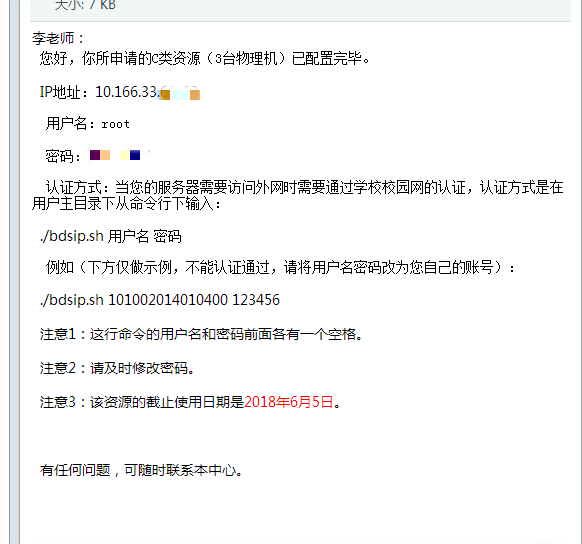 大小: 7 KB
李老师：
您好，你所申请的C类资源（3台物理机）已配置完毕。
IP地址：10.166.33.
用户名：root
密码：
认证方式：当您的服务器需要访问外网时需要通过学校校园网的认证，认证方式是在
用户主目录下从命令行下输入：
./bdsip.sh 用户名 密码
例如（下方仅做示例，不能认证通过，请将用户名密码改为您自己的账号）：
./bdsip.sh 101002014010400 123456
注意1：这行命令的用户名和密码前面各有一个空格。
注意2：请及时修改密码。
注意3：该资源的截止使用日期是2018年6月5日。
有任何问题，可随时联系本中心。